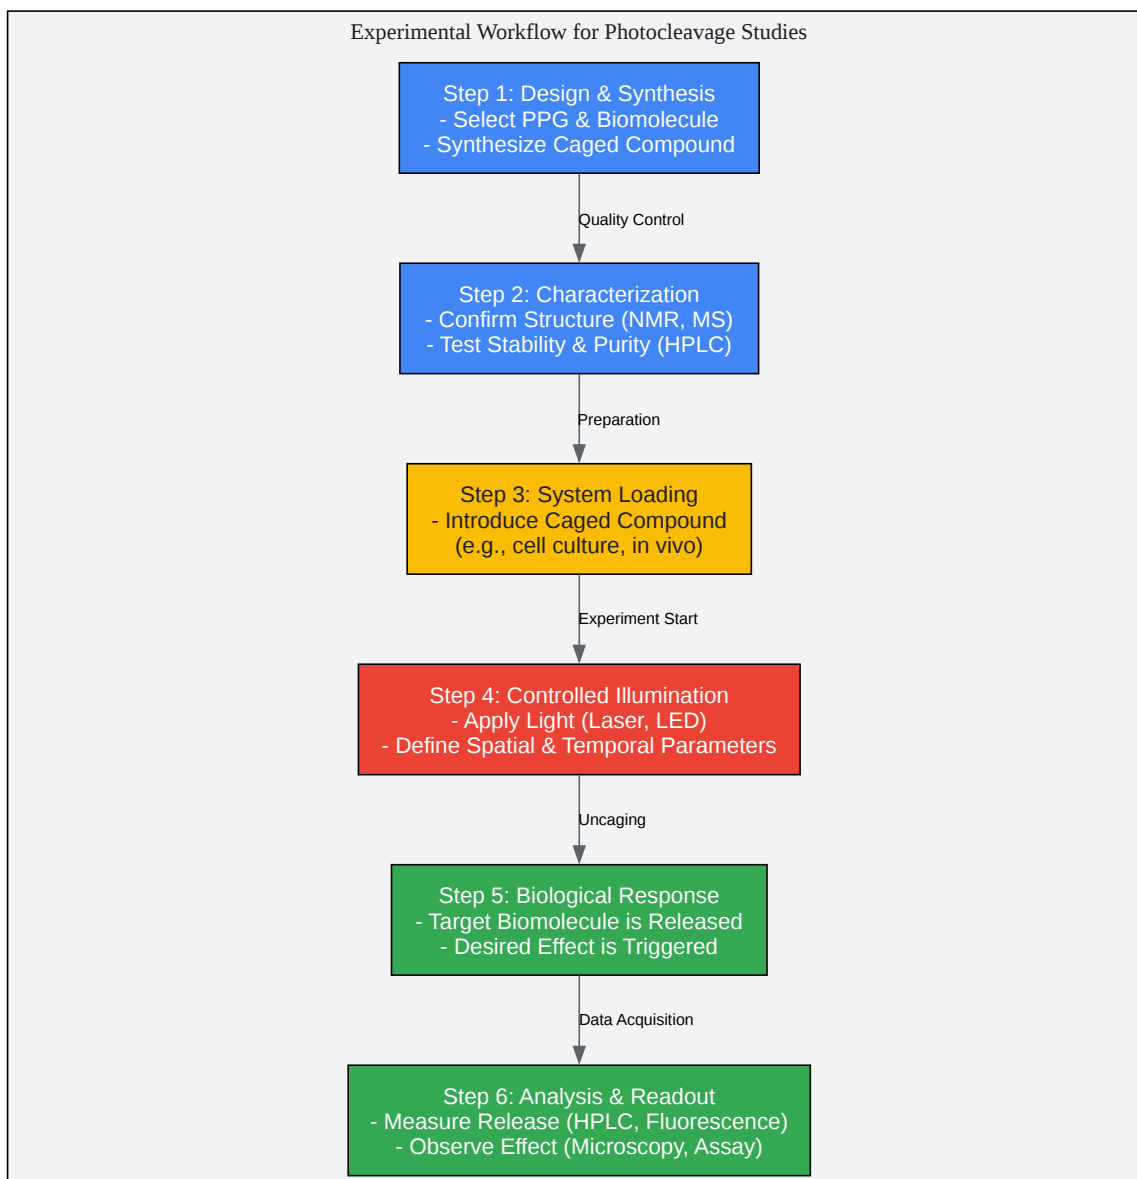 Experimental Workflow for Photocleavage Studies
Step 1: Design & Synthesis
- Select PPG & Biomolecule
- Synthesize Caged Compound
Quality Control
Step 2: Characterization
- Confirm Structure (NMR, MS)
- Test Stability & Purity (HPLC)
Preparation
Step 3: System Loading
- Introduce Caged Compound
(e.g., cell culture, in vivo)
Experiment Start
Step 4: Controlled Illumination
- Apply Light (Laser, LED)
- Define Spatial & Temporal Parameters
Uncaging
Step 5: Biological Response
- Target Biomolecule is Released
- Desired Effect is Triggered
Data Acquisition
Step 6: Analysis & Readout
- Measure Release (HPLC, Fluorescence)
- Observe Effect (Microscopy, Assay)